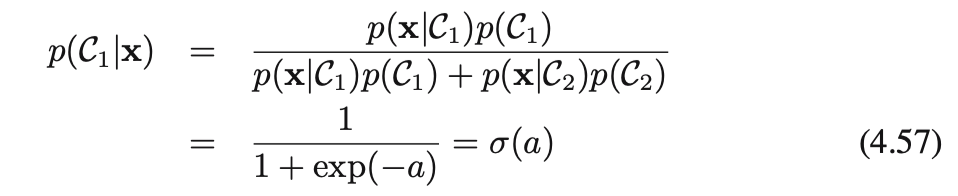 p(𝒞₁|𝐱) = p(𝐱|𝒞₁)p(𝒞₁) / (p(𝐱|𝒞₁)p(𝒞₁) + p(𝐱|𝒞₂)p(𝒞₂))
= 1 / (1 + exp(−a)) = σ(a) (4.57)